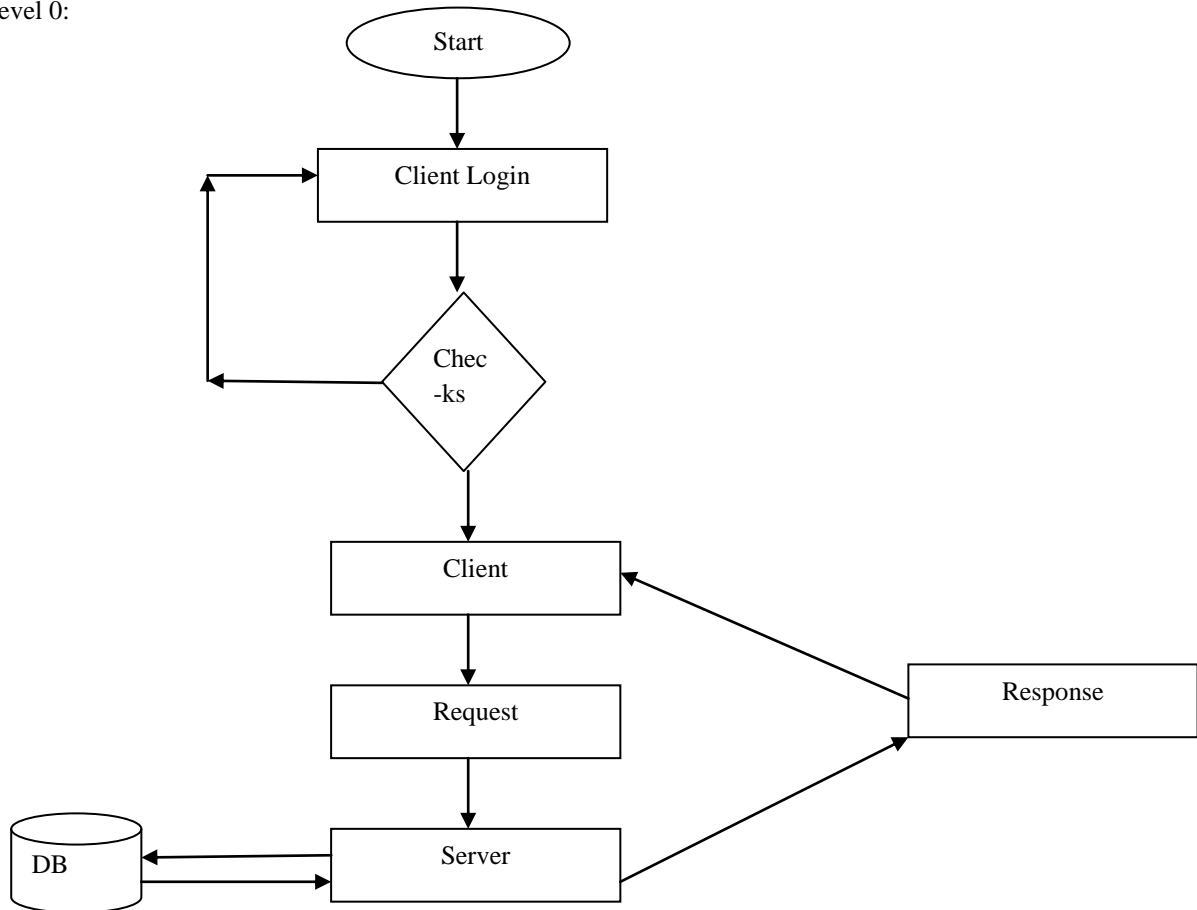 evel 0:
Start
Client Login
Chec
-ks
Client
Request
Response
Server
DB